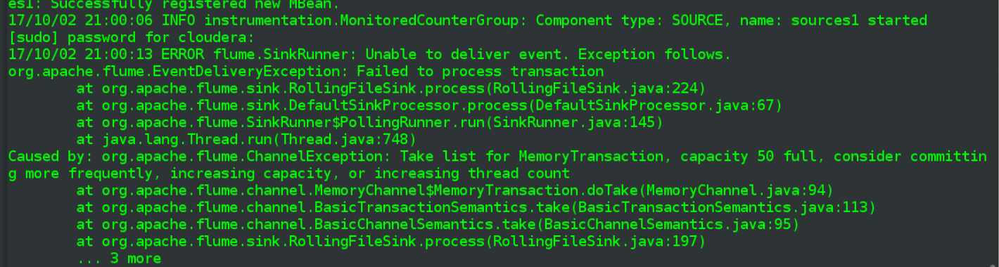 es1: Successfully registered new MBean.
17/10/02 21:00:06 INFO instrumentation.MonitoredCounterGroup: Component type: SOURCE, name: sources1 started
[sudo] password for cloudera:
17/10/02 21:00:13 ERROR flume.SinkRunner: Unable to deliver event. Exception follows.
org.apache.flume.EventDeliveryException: Failed to process transaction
        at org.apache.flume.sink.RollingFileSink.process(RollingFileSink.java:224)
        at org.apache.flume.sink.DefaultSinkProcessor.process(DefaultSinkProcessor.java:67)
        at org.apache.flume.SinkRunner$PollingRunner.run(SinkRunner.java:145)
        at java.lang.Thread.run(Thread.java:748)
Caused by: org.apache.flume.ChannelException: Take list for MemoryTransaction, capacity 50 full, consider committin
g more frequently, increasing capacity, or increasing thread count
        at org.apache.flume.channel.MemoryChannel$MemoryTransaction.doTake(MemoryChannel.java:94)
        at org.apache.flume.channel.BasicTransactionSemantics.take(BasicTransactionSemantics.java:113)
        at org.apache.flume.channel.BasicChannelSemantics.take(BasicChannelSemantics.java:95)
        at org.apache.flume.sink.RollingFileSink.process(RollingFileSink.java:197)
        ... 3 more